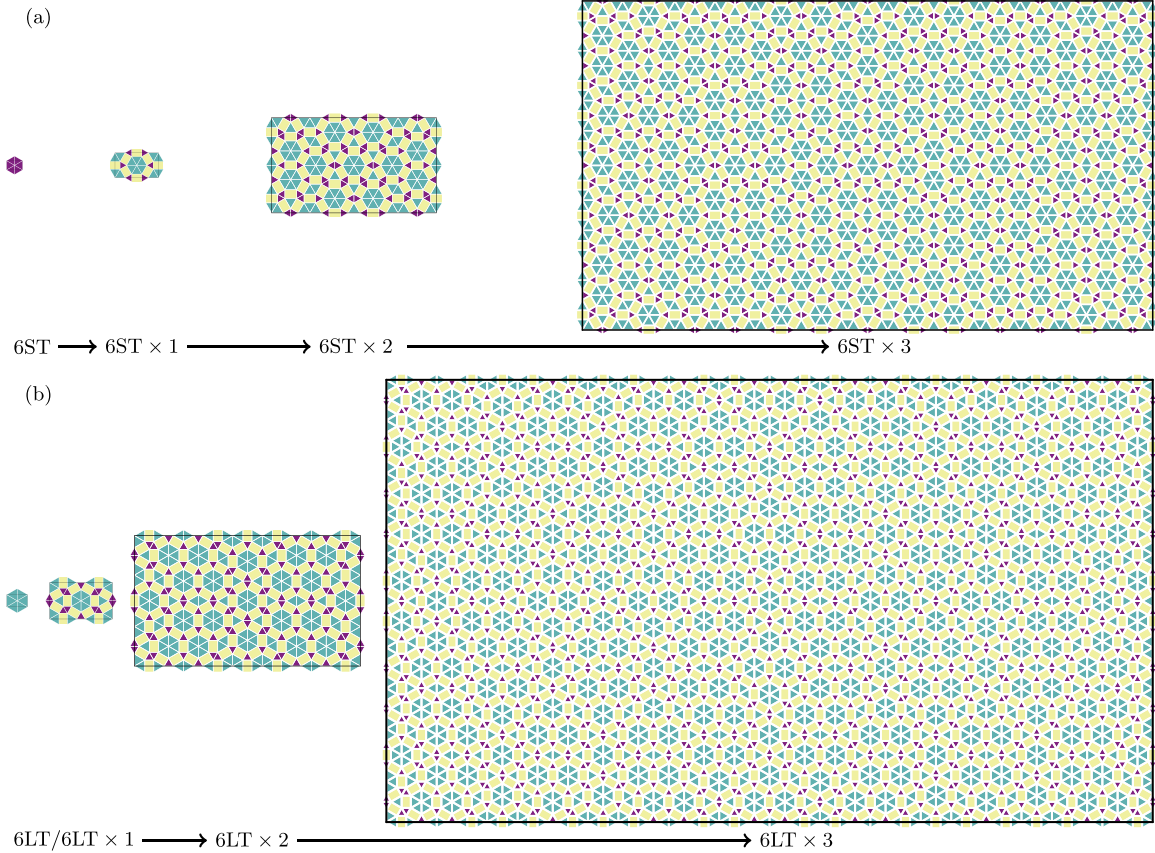 (a)
6ST 6ST × 1 6ST × 2 6ST × 3
(b)
6LT/6LT × 1 6LT × 2 6LT × 3